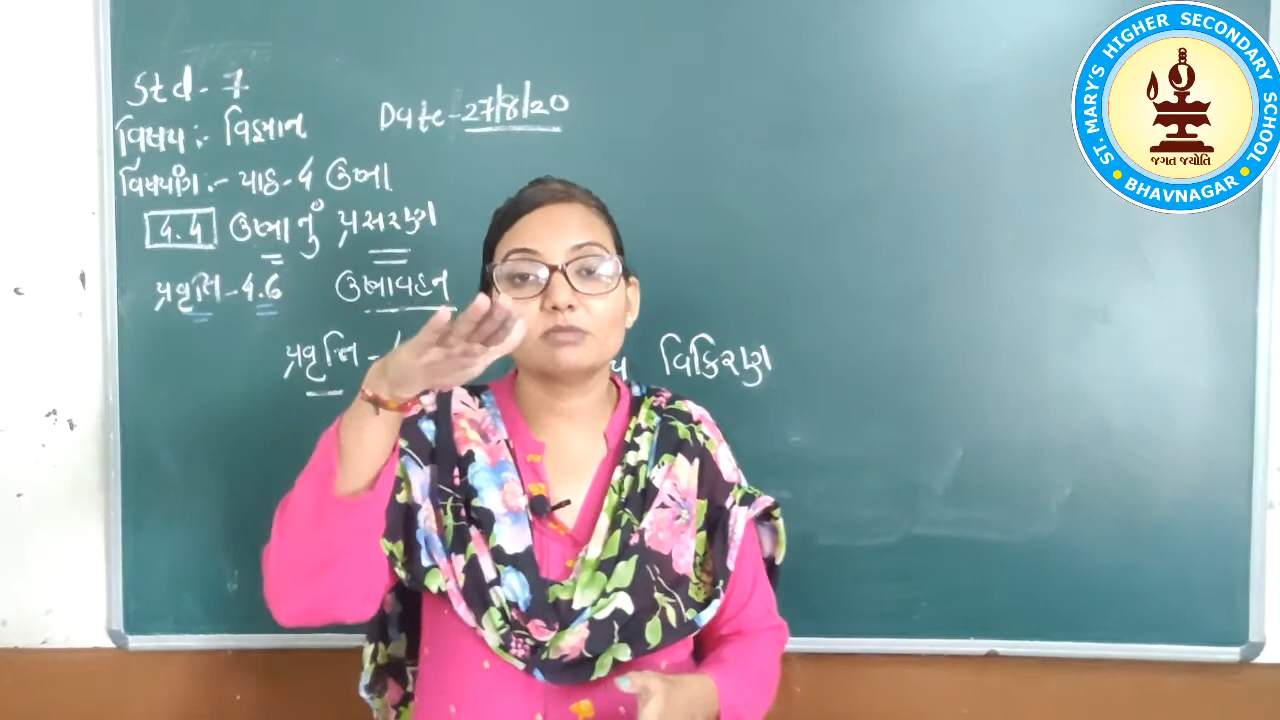 Std - 7
Date - 27/8/20
વિષય :- વિજ્ઞાન
વિષયાંગ :- પાઠ - 4 ઉષ્મા
4.4 ઉષ્માનું પ્રસરણ
પ્રવૃત્તિ - 4.6 ઉષ્માવહન
પ્રવૃત્તિ - વિકિરણ
ST. MARY'S HIGHER SECONDARY SCHOOL
જગત જ્યોતિ
BHAVNAGAR